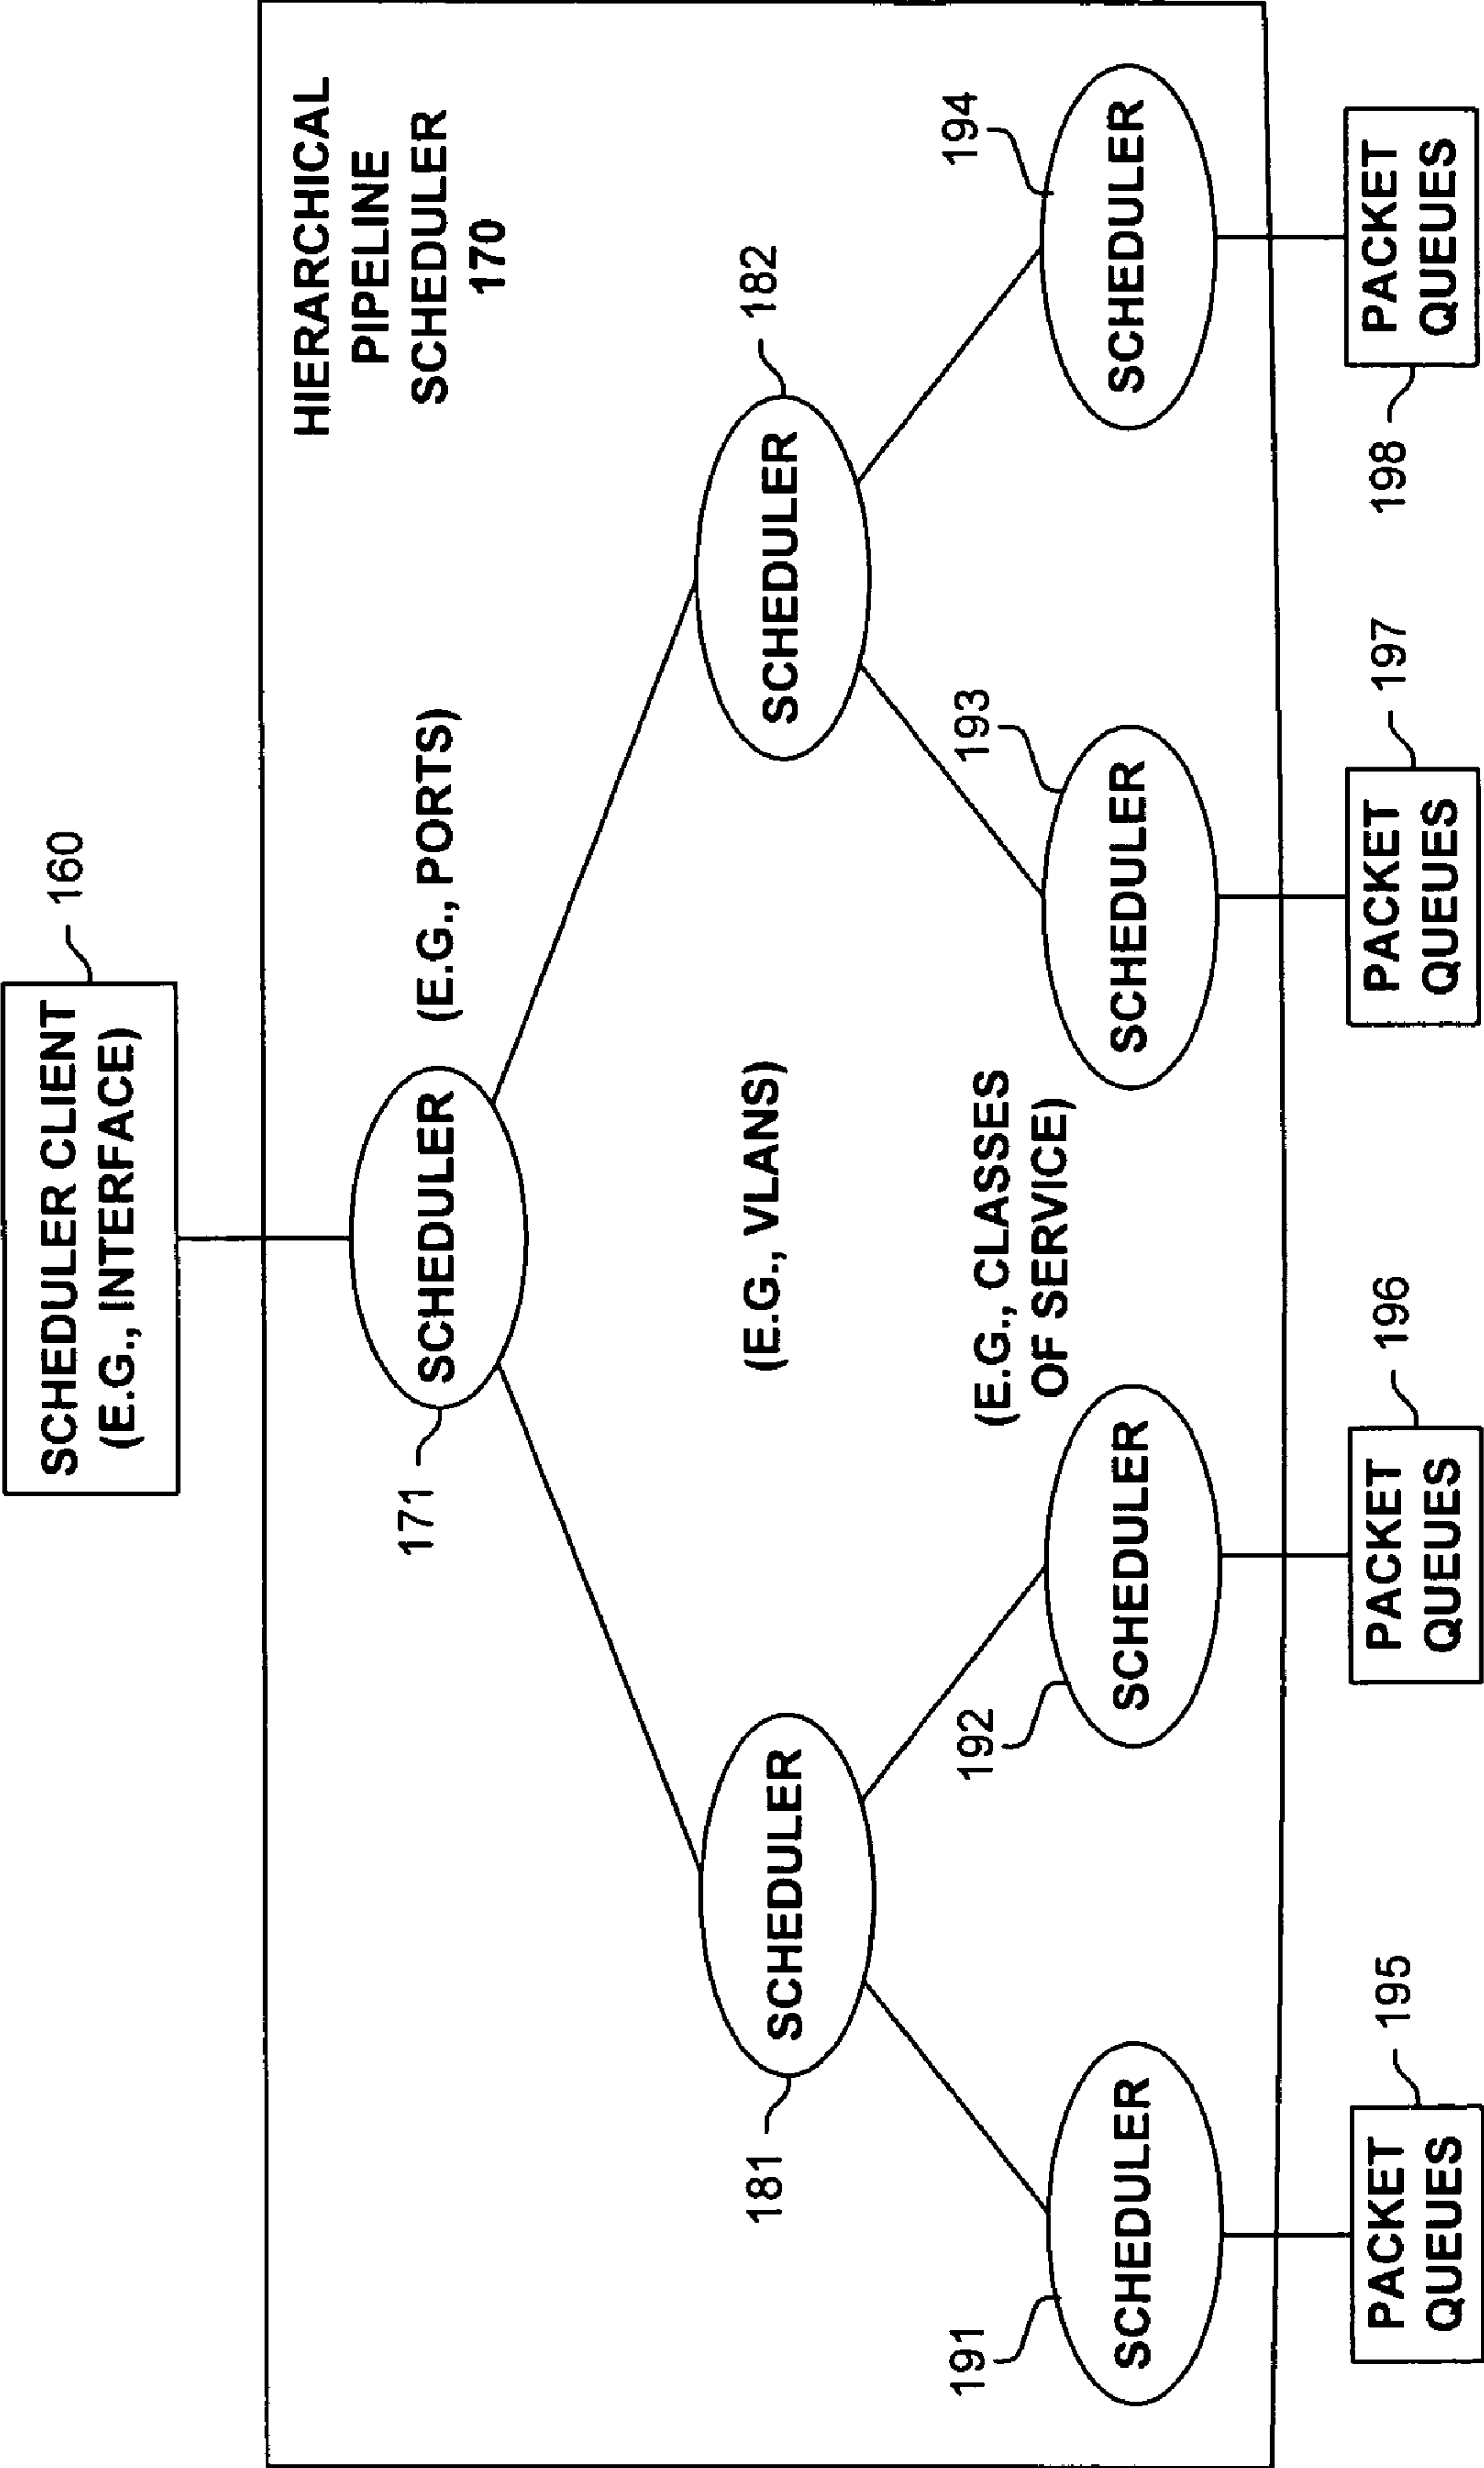 SCHEDULER CLIENT
(E.G., INTERFACE)
160
HIERARCHICAL
PIPELINE
SCHEDULER
170
171
SCHEDULER
(E.G., PORTS)
181
SCHEDULER
(E.G., VLANS)
SCHEDULER
182
191
SCHEDULER
192
SCHEDULER
(E.G., CLASSES
OF SERVICE)
193
SCHEDULER
194
SCHEDULER
PACKET
QUEUES
195
PACKET
QUEUES
196
PACKET
QUEUES
197
198
PACKET
QUEUES